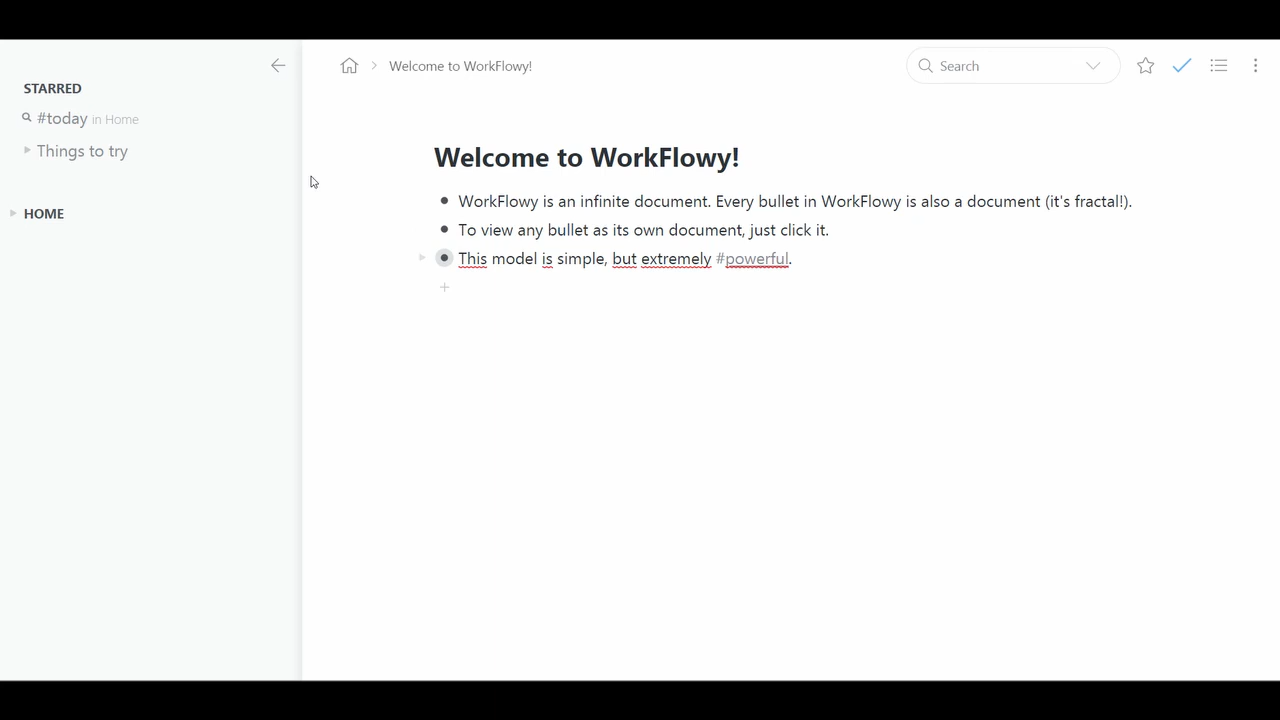 STARRED
#today in Home
Things to try
HOME
Welcome to WorkFlowy!
Search
Welcome to WorkFlowy!
WorkFlowy is an infinite document. Every bullet in WorkFlowy is also a document (it's fractal!).
To view any bullet as its own document, just click it.
This model is simple, but extremely #powerful.